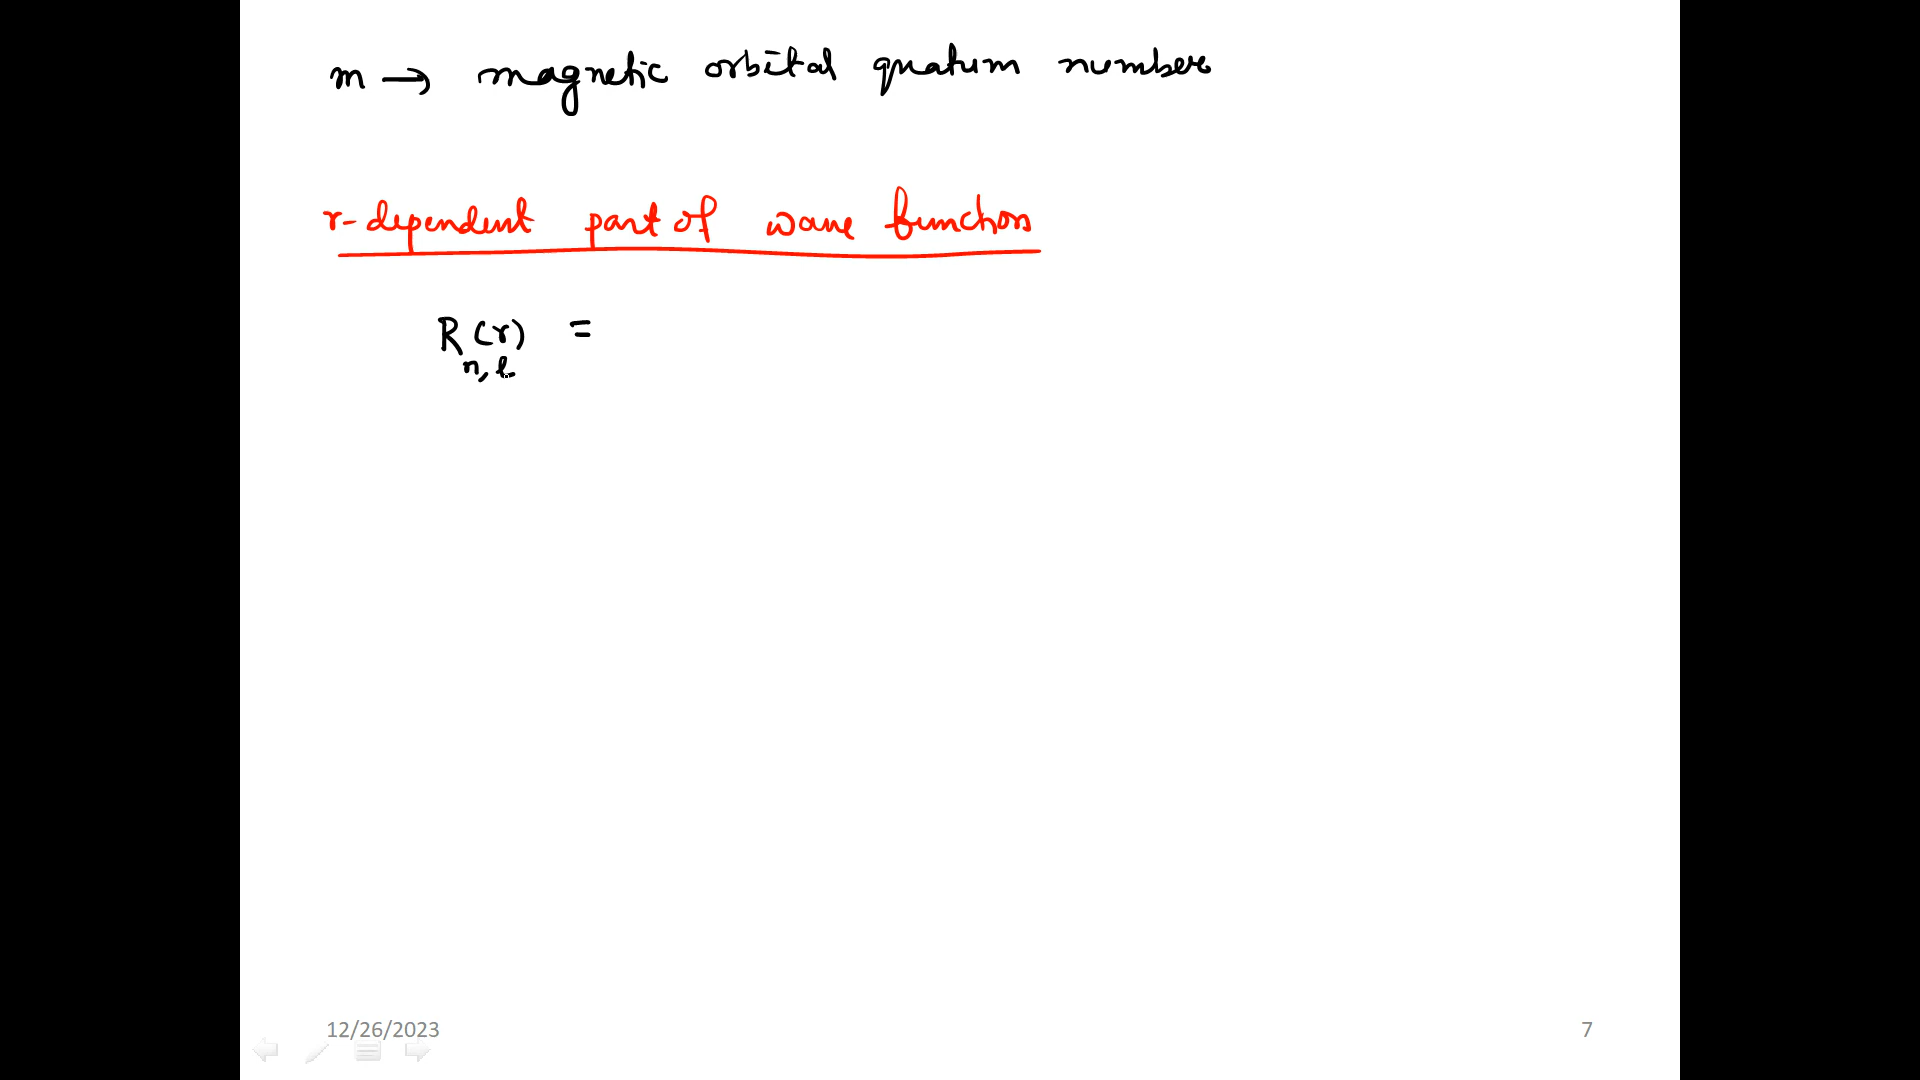 m → magnetic orbital quatum number
r-dependent part of wave function
R (r) =
n, l
12/26/2023
7